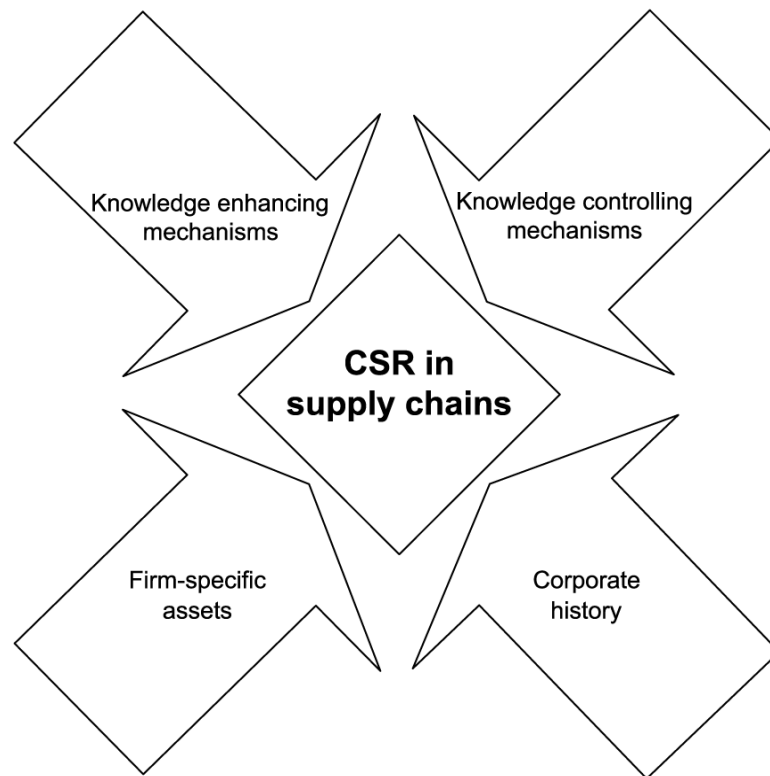 Knowledge enhancing
mechanisms
Knowledge controlling
mechanisms
CSR in
supply chains
Firm-specific
assets
Corporate
history